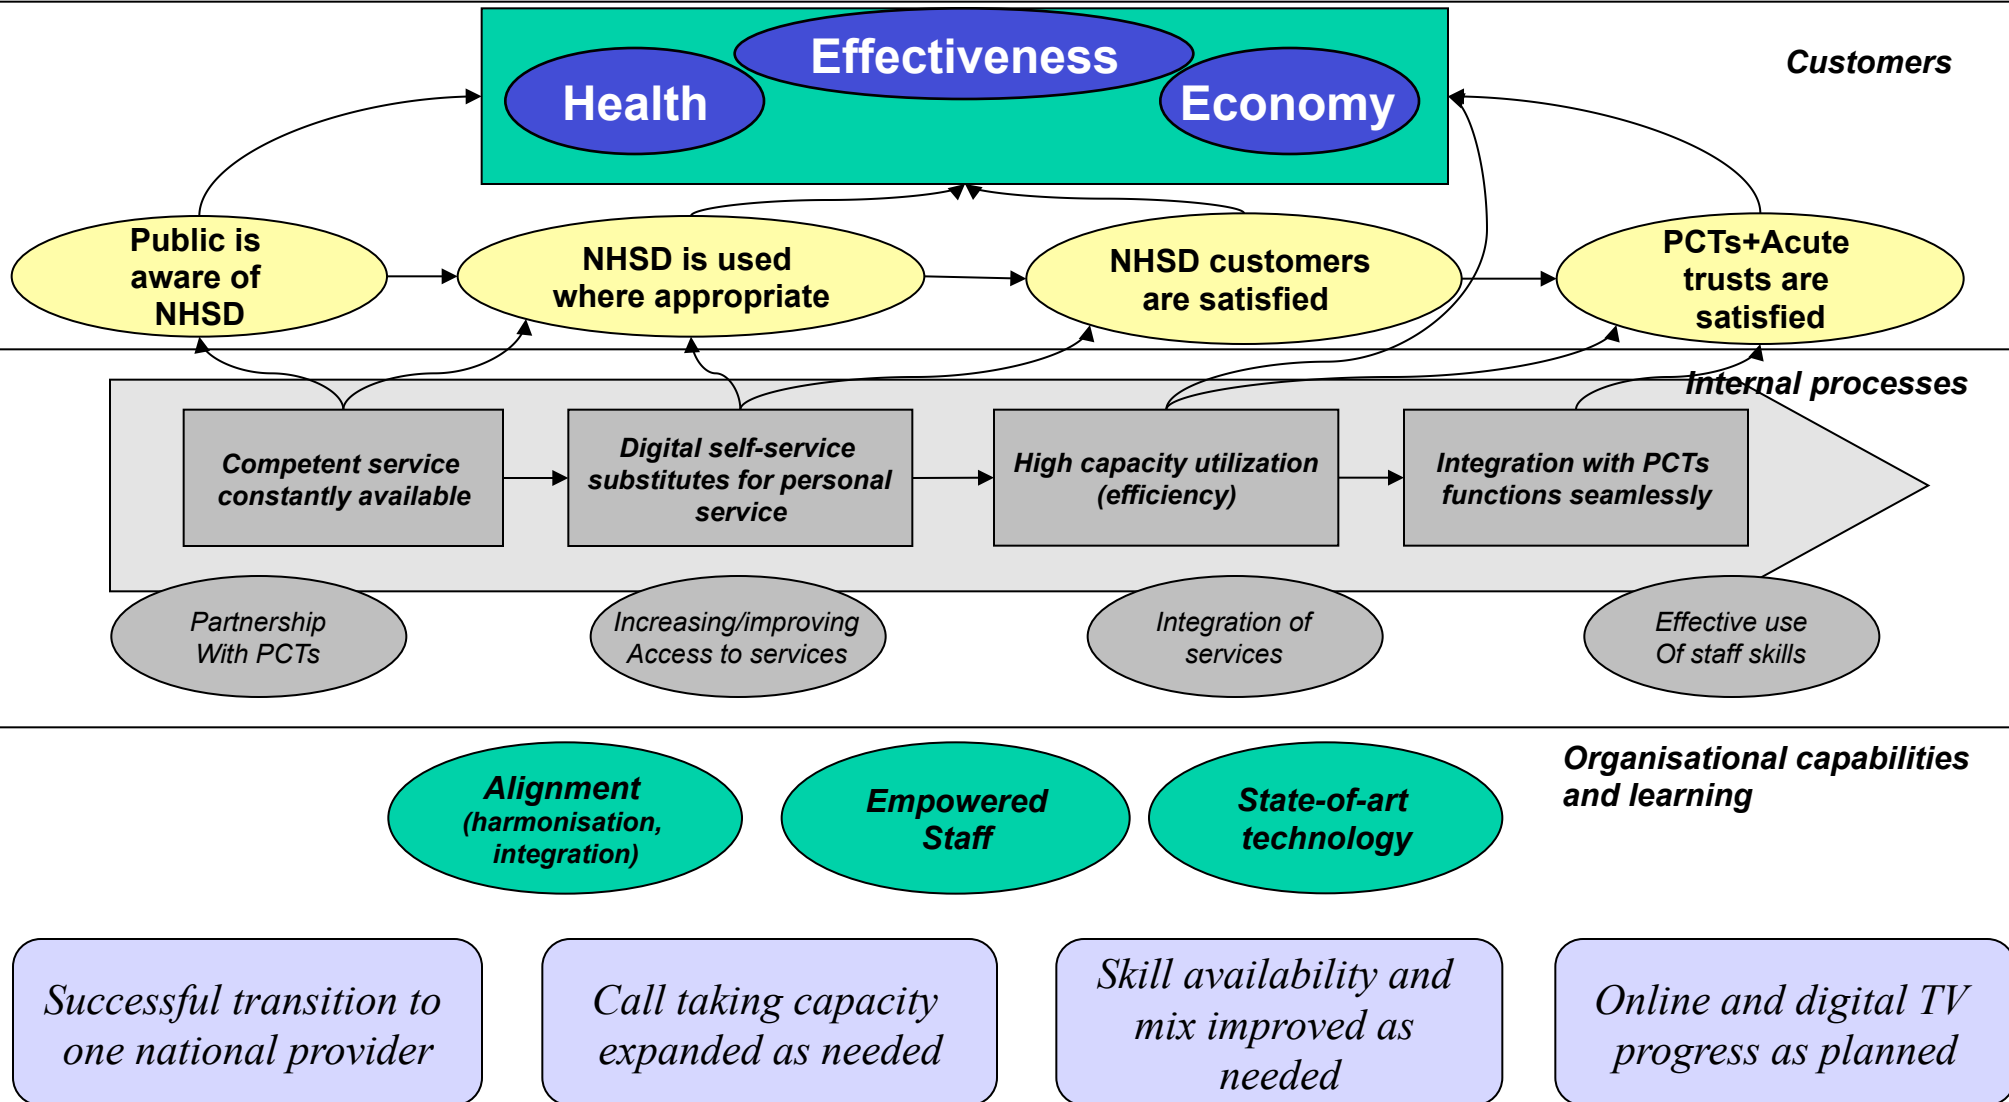 Customers
Effectiveness
Health
Economy
Public is
aware of
NHSD
NHSD is used
where appropriate
NHSD customers
are satisfied
PCTs+Acute
trusts are
satisfied
Internal processes
Competent service
constantly available
Digital self-service
substitutes for personal
service
High capacity utilization
(efficiency)
Integration with PCTs
functions seamlessly
Partnership
With PCTs
Increasing/improving
Access to services
Integration of
services
Effective use
Of staff skills
Organisational capabilities
and learning
Alignment
(harmonisation,
integration)
Empowered
Staff
State-of-art
technology
Successful transition to
one national provider
Call taking capacity
expanded as needed
Skill availability and
mix improved as
needed
Online and digital TV
progress as planned